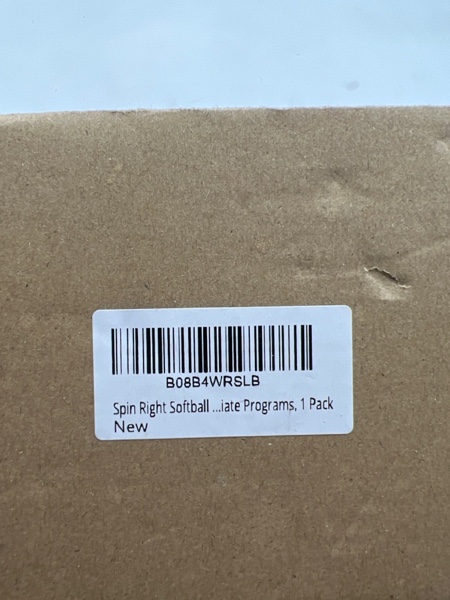 B08B4WRSLB
Spin Right Softball ...iate Programs, 1 Pack
New